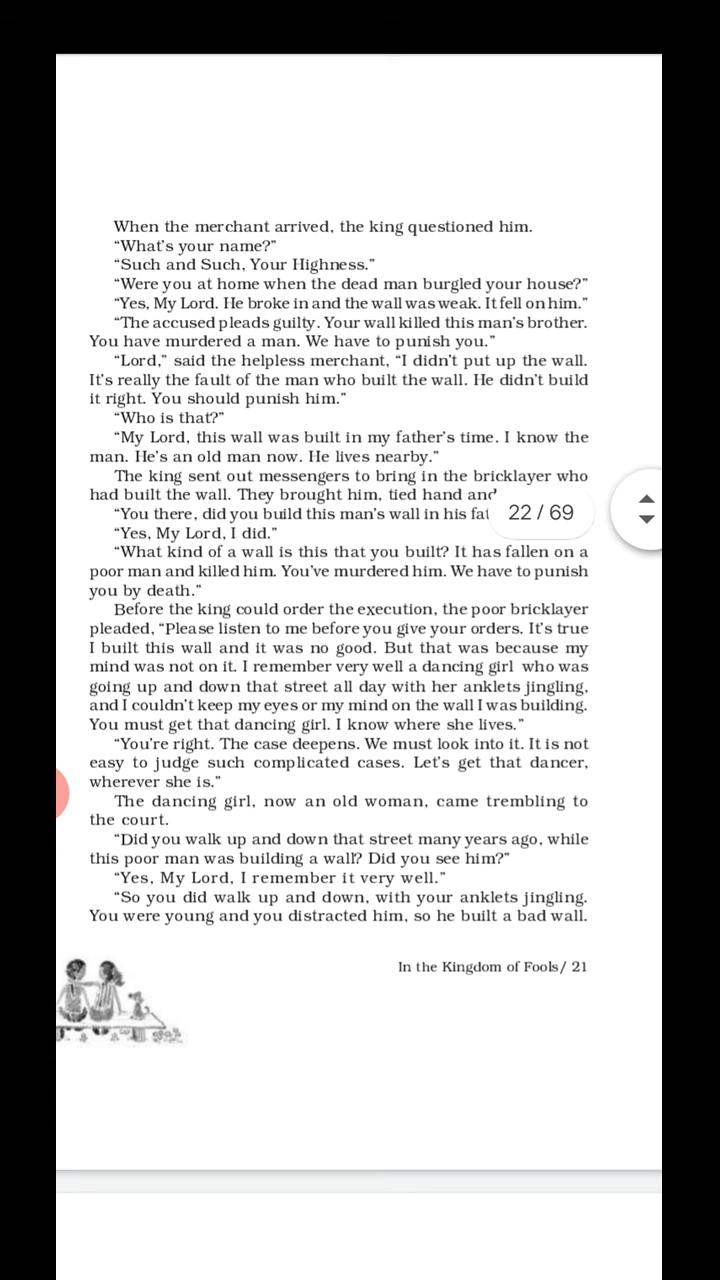 When the merchant arrived, the king questioned him.
“What’s your name?”
“Such and Such, Your Highness.”
“Were you at home when the dead man burgled your house?”
“Yes, My Lord. He broke in and the wall was weak. It fell on him.”
“The accused pleads guilty. Your wall killed this man’s brother.
You have murdered a man. We have to punish you.”
“Lord,” said the helpless merchant, “I didn’t put up the wall.
It’s really the fault of the man who built the wall. He didn’t build
it right. You should punish him.”
“Who is that?”
“My Lord, this wall was built in my father’s time. I know the
man. He’s an old man now. He lives nearby.”
The king sent out messengers to bring in the bricklayer who
had built the wall. They brought him, tied hand and
“You there, did you build this man’s wall in his
22 / 69
“Yes, My Lord, I did.”
“What kind of a wall is this that you built? It has fallen on a
poor man and killed him. You’ve murdered him. We have to punish
you by death.”
Before the king could order the execution, the poor bricklayer
pleaded, “Please listen to me before you give your orders. It’s true
I built this wall and it was no good. But that was because my
mind was not on it. I remember very well a dancing girl who was
going up and down that street all day with her anklets jingling,
and I couldn’t keep my eyes or my mind on the wall I was building.
You must get that dancing girl. I know where she lives.”
“You’re right. The case deepens. We must look into it. It is not
easy to judge such complicated cases. Let’s get that dancer,
wherever she is.”
The dancing girl, now an old woman, came trembling to
the court.
“Did you walk up and down that street many years ago, while
this poor man was building a wall? Did you see him?”
“Yes, My Lord, I remember it very well.”
“So you did walk up and down, with your anklets jingling.
You were young and you distracted him, so he built a bad wall.
In the Kingdom of Fools/ 21